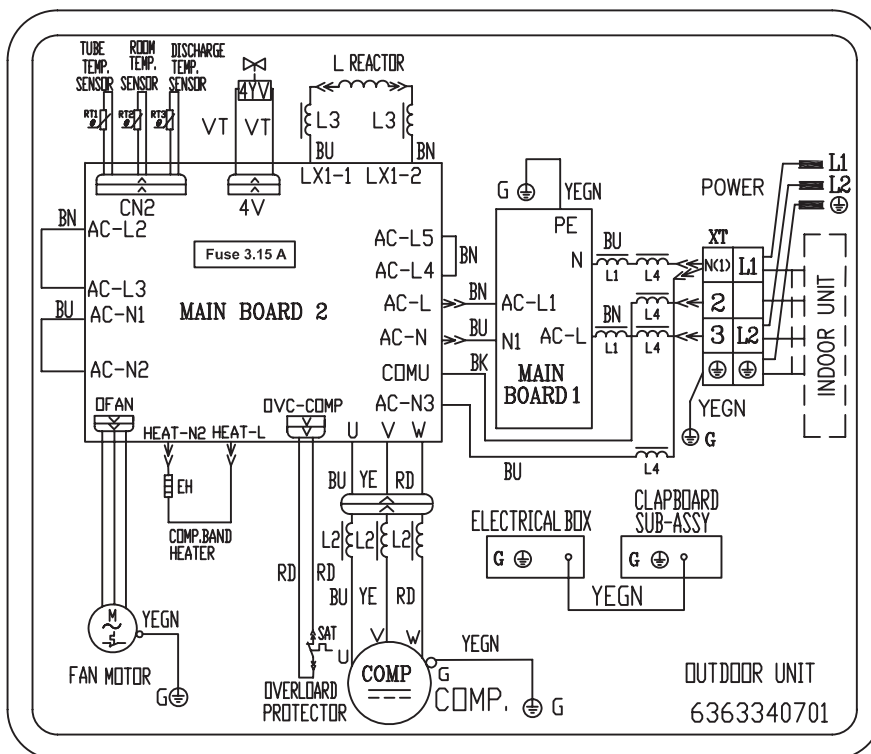 TUBE
TEMP.
SENSOR
ROOM
TEMP.
SENSOR
DISCHARGE
TEMP.
SENSOR
RT1
θ
RT2
θ
RT3
θ
4YV
VT
VT
L REACTOR
L3
L3
BU
BN
LX1-1
LX1-2
CN2
4V
G
YEGN
PE
POWER
L1
L2
BN
AC-L2
Fuse 3.15 A
AC-L5
BN
AC-L4
N
BU
L1
L4
XT
N(1)
L1
AC-L3
BU
AC-N1
MAIN BOARD 2
AC-L
BN
AC-L1
BN
L4
2
AC-N
BU
N1
AC-L
L1
L4
3
L2
INDOOR UNIT
AC-N2
COMU
BK
MAIN
BOARD 1
AC-N3
YEGN
G
OFAN
OVC-COMP
HEAT-N2
HEAT-L
U
V
W
BU
L4
EH
BU
YE
RD
COMP.BAND
HEATER
L2
L2
L2
ELECTRICAL BOX
G
CLAPBOARD
SUB-ASSY
G
YEGN
RD
RD
BU
YE
RD
M
YEGN
SAT
U
V
W
YEGN
FAN MOTOR
G
OVERLOARD
PROTECTOR
COMP
G
COMP.
G
OUTDOOR UNIT
6363340701